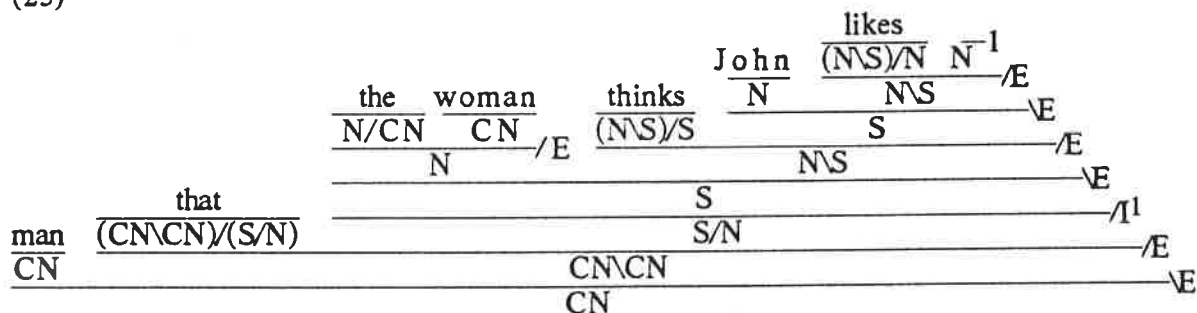 (25)
likes
John (N\S)/N N⁻¹ /E
the woman thinks N N\S \E
N/CN CN /E (N\S)/S S /E
N N\S \E
that S /I¹
man (CN\CN)/(S/N) S/N /E
CN CN\CN \E
CN